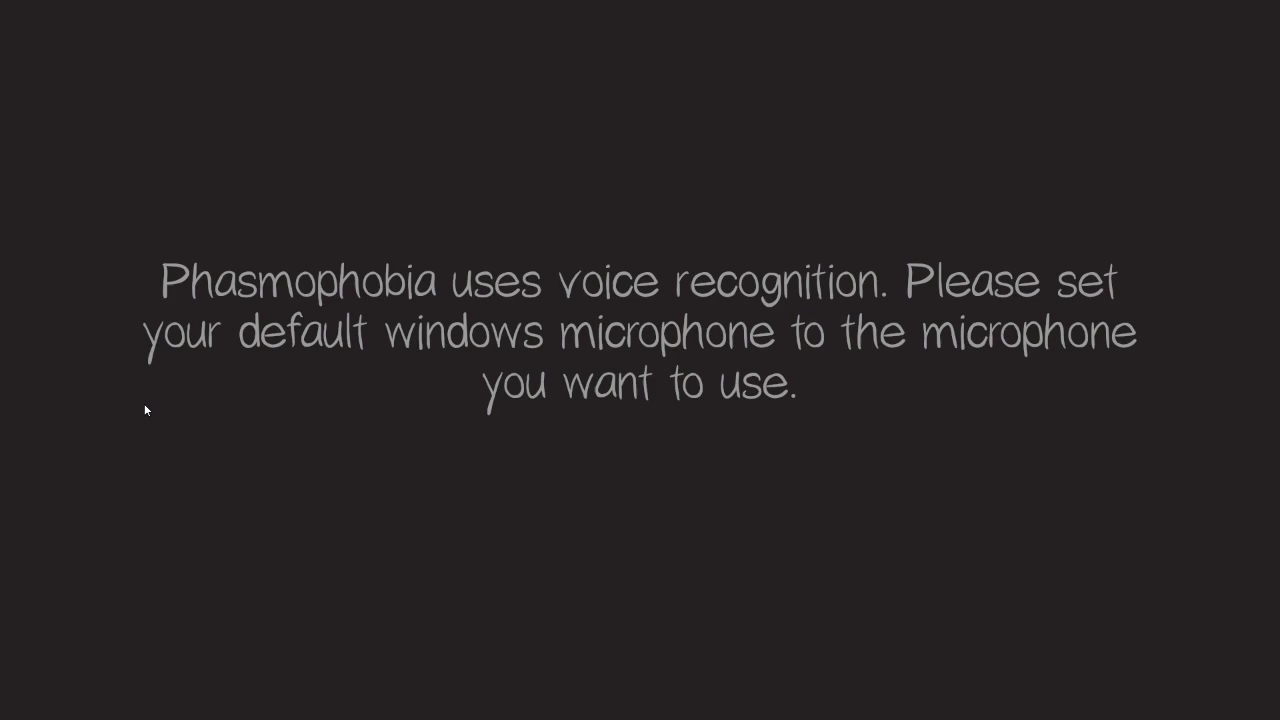 Phasmophobia uses voice recognition. Please set
your default windows microphone to the microphone
you want to use.